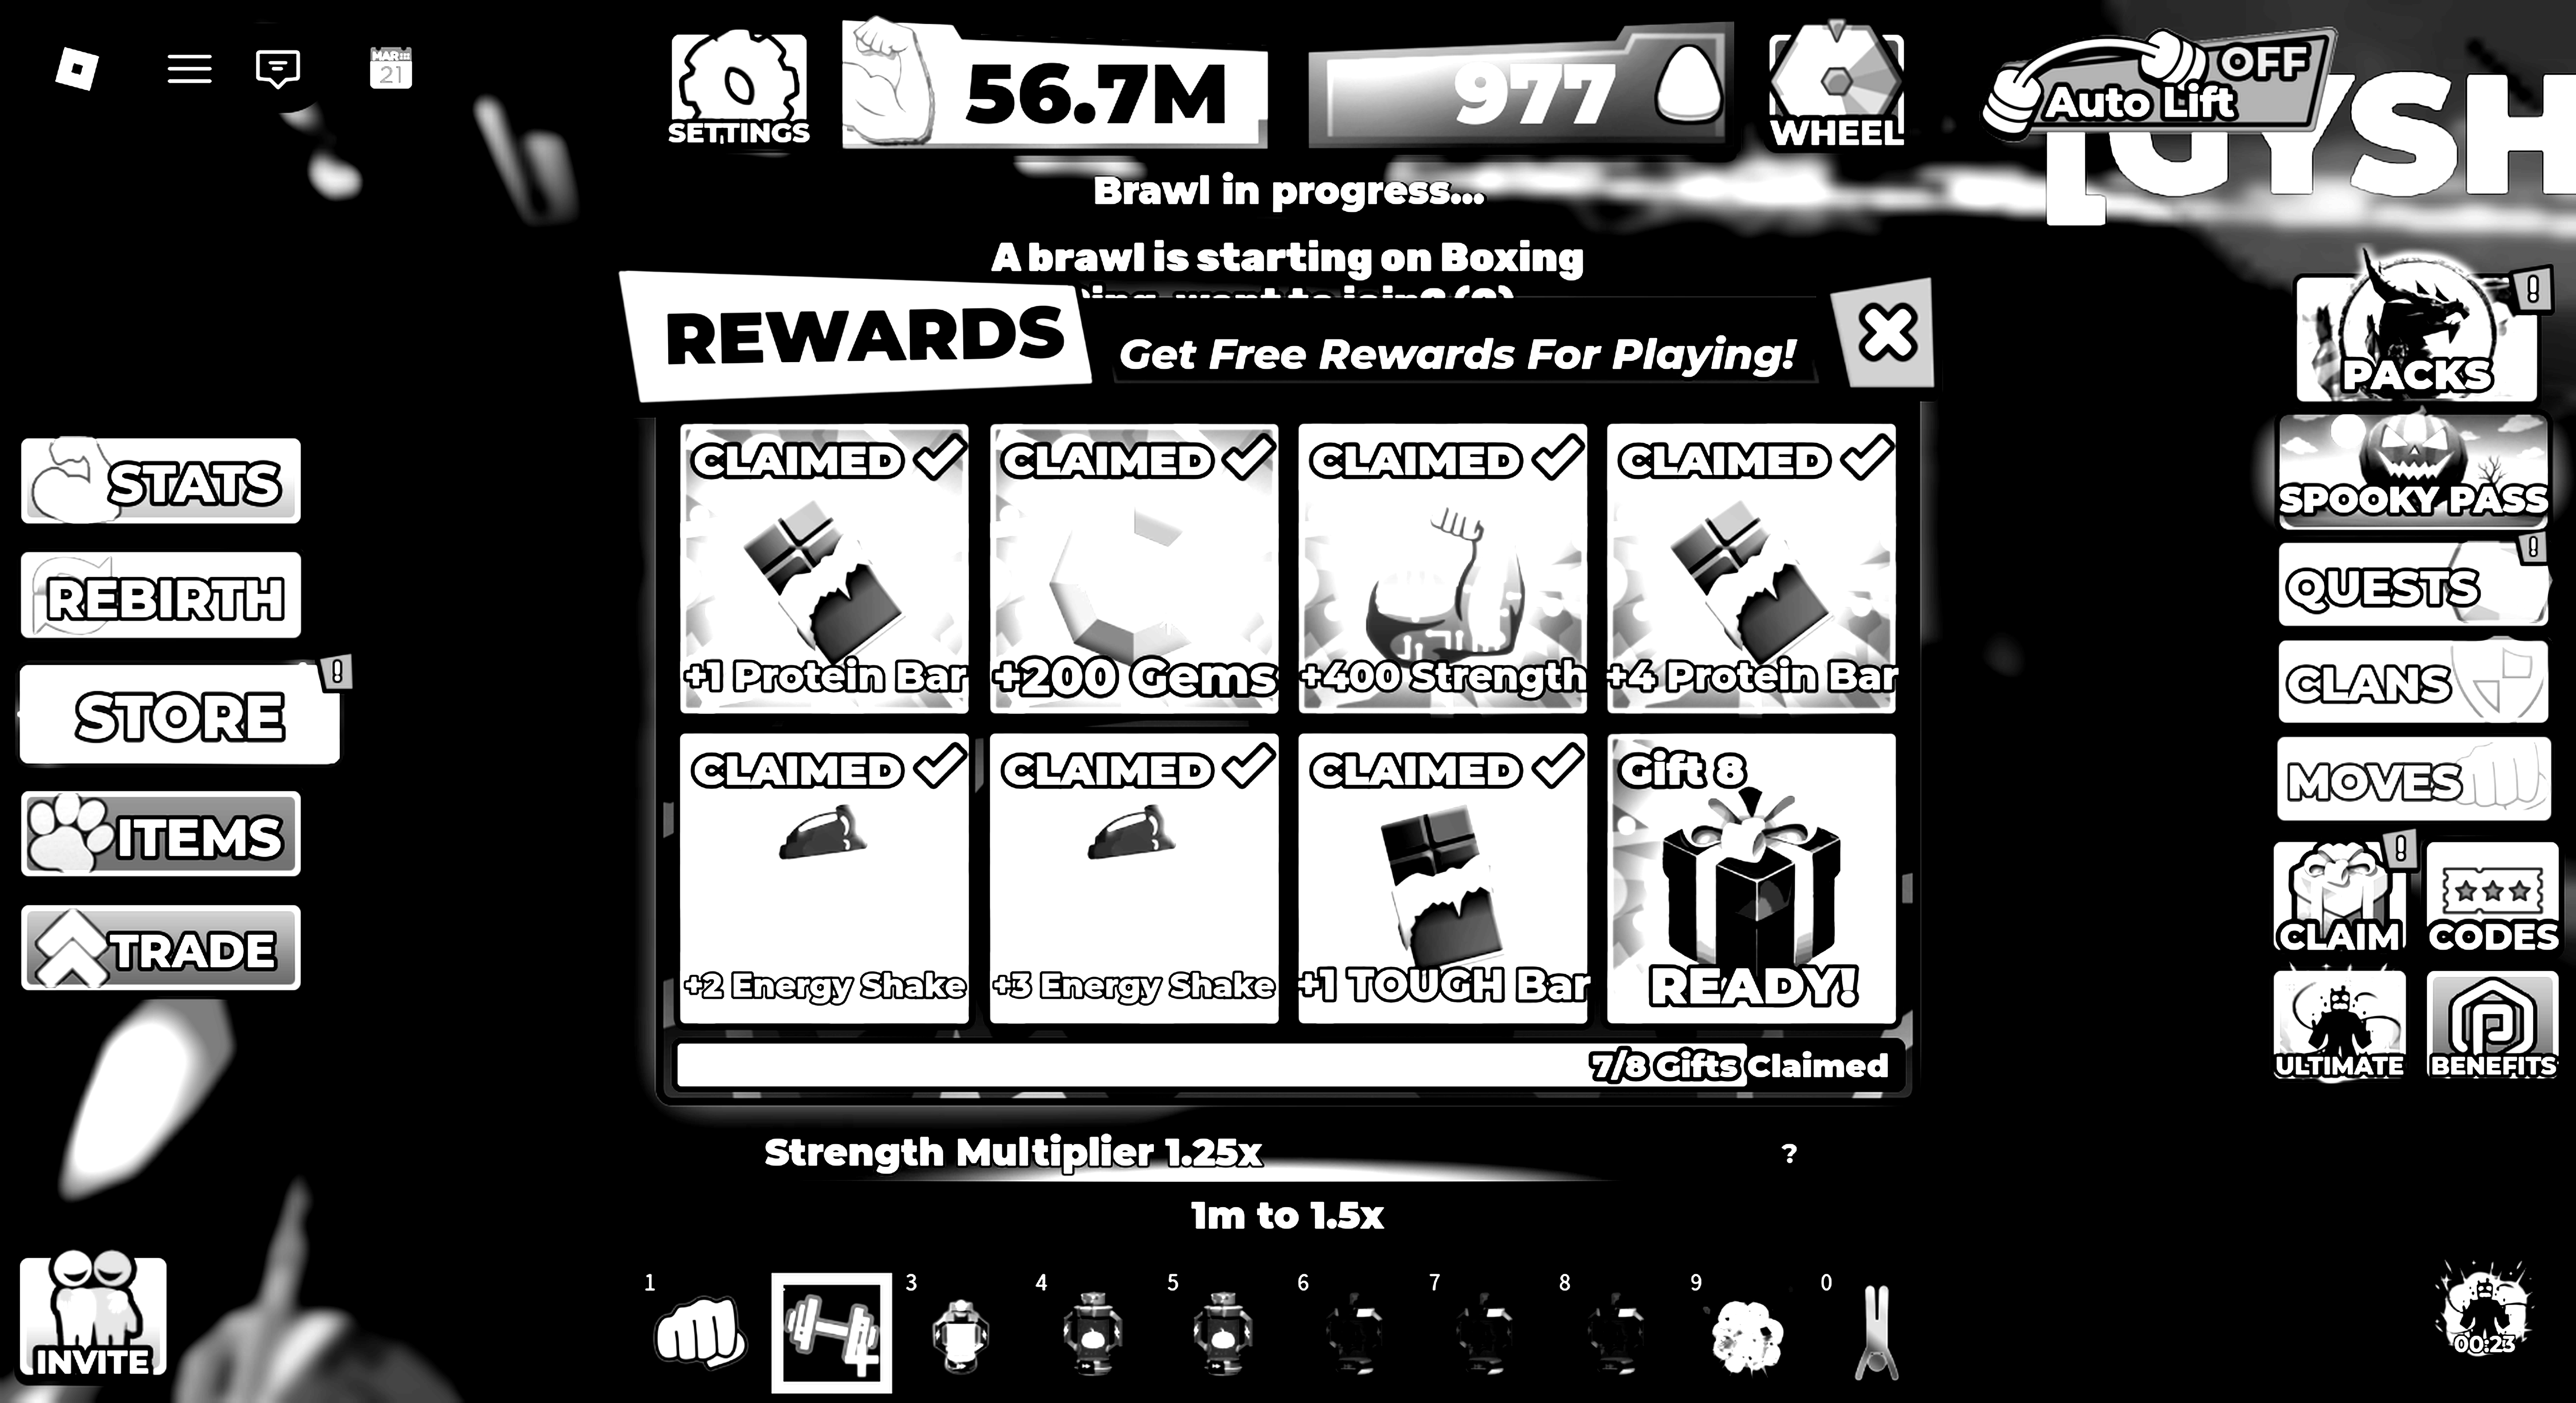 MAR
21
SETTINGS
56.7M
977
WHEEL
OFF
Auto Lift
Brawl in progress...
A brawl is starting on Boxing
REWARDS
Get Free Rewards For Playing!
STATS
REBIRTH
STORE
!
ITEMS
TRADE
INVITE
CLAIMED
+1 Protein Bar
CLAIMED
+200 Gems
CLAIMED
+400 Strength
CLAIMED
+4 Protein Bar
CLAIMED
+2 Energy Shake
CLAIMED
+3 Energy Shake
CLAIMED
+1 TOUGH Bar
Gift 8
READY!
7/8 Gifts Claimed
Strength Multiplier 1.25x
?
1m to 1.5x
1
3
4
5
6
7
8
9
0
!
PACKS
SPOOKY PASS
!
QUESTS
CLANS
MOVES
!
CLAIM
CODES
ULTIMATE
BENEFITS
00:23